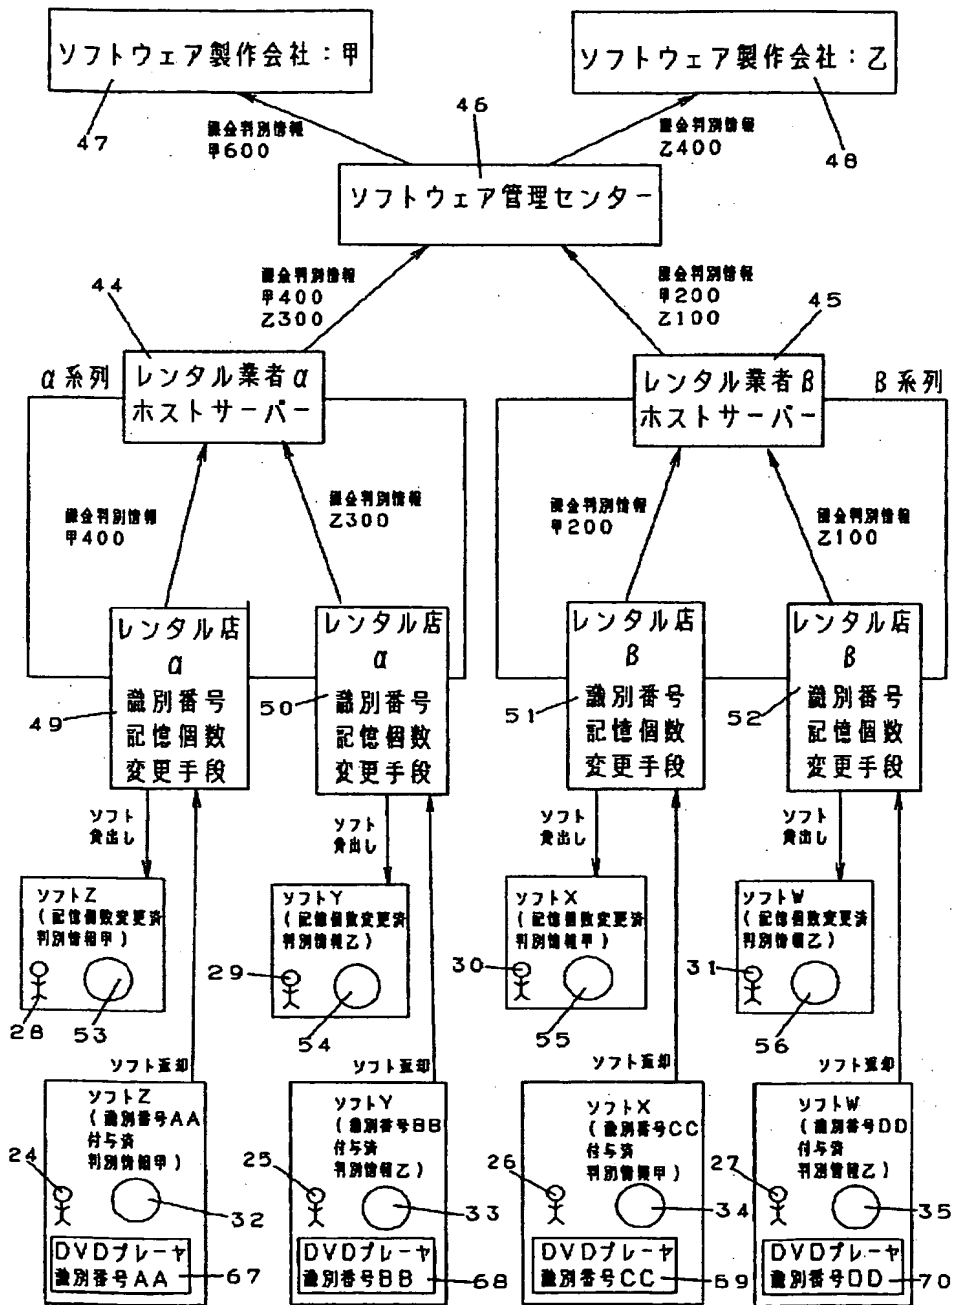 ソフトウェア製作会社：甲
ソフトウェア製作会社：乙
47
課金判別情報
甲600
46
課金判別情報
乙400
48
ソフトウェア管理センター
44
課金判別情報
甲400
乙300
課金判別情報
甲200
乙100
45
α系列
レンタル業者α
ホストサーバー
レンタル業者β
ホストサーバー
β系列
課金判別情報
甲400
課金判別情報
乙300
課金判別情報
甲200
課金判別情報
乙100
レンタル店
α
識別番号
記憶個数
変更手段
49
レンタル店
α
識別番号
記憶個数
変更手段
50
レンタル店
β
識別番号
記憶個数
変更手段
51
レンタル店
β
識別番号
記憶個数
変更手段
52
ソフト
貸出し
ソフト
貸出し
ソフト
貸出し
ソフト
貸出し
ソフトZ
(記憶個数変更済
判別情報甲)
28
53
ソフトY
(記憶個数変更済
判別情報乙)
29
54
ソフトX
(記憶個数変更済
判別情報甲)
30
55
ソフトW
(記憶個数変更済
判別情報乙)
31
56
ソフト返却
ソフト返却
ソフト返却
ソフト返却
ソフトZ
(識別番号AA
付与済
判別情報甲)
24
32
DVDプレーヤ
識別番号AA
67
ソフトY
(識別番号BB
付与済
判別情報乙)
25
33
DVDプレーヤ
識別番号BB
68
ソフトX
(識別番号CC
付与済
判別情報甲)
26
34
DVDプレーヤ
識別番号CC
69
ソフトW
(識別番号DD
付与済
判別情報乙)
27
35
DVDプレーヤ
識別番号DD
70